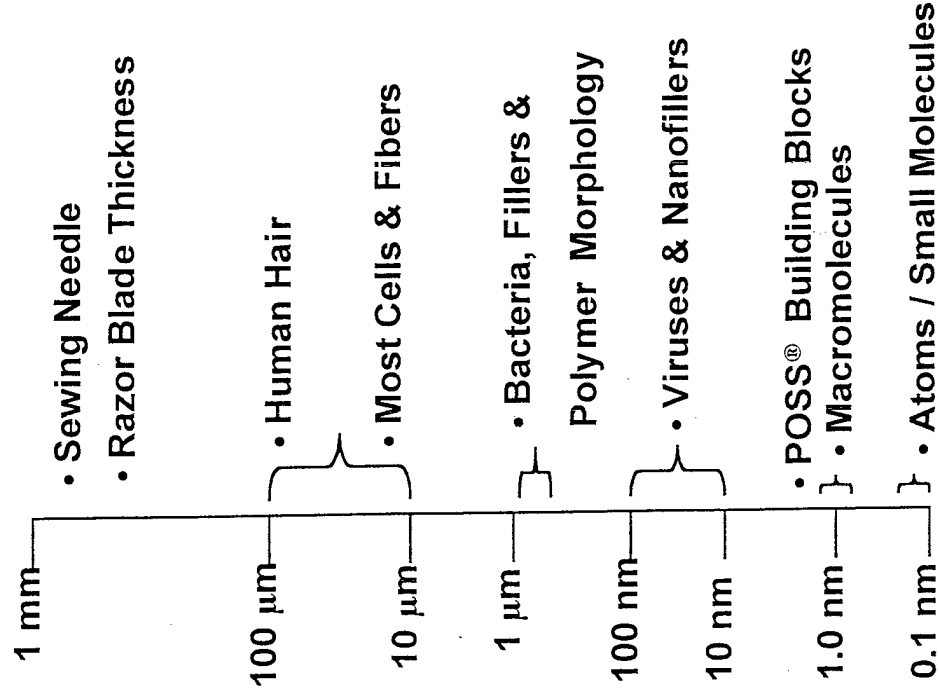 1 mm
• Sewing Needle
• Razor Blade Thickness
100 μm
• Human Hair
10 μm
• Most Cells & Fibers
1 μm
• Bacteria, Fillers &
Polymer Morphology
100 nm
• Viruses & Nanofillers
10 nm
• POSS® Building Blocks
1.0 nm
• Macromolecules
0.1 nm
• Atoms / Small Molecules